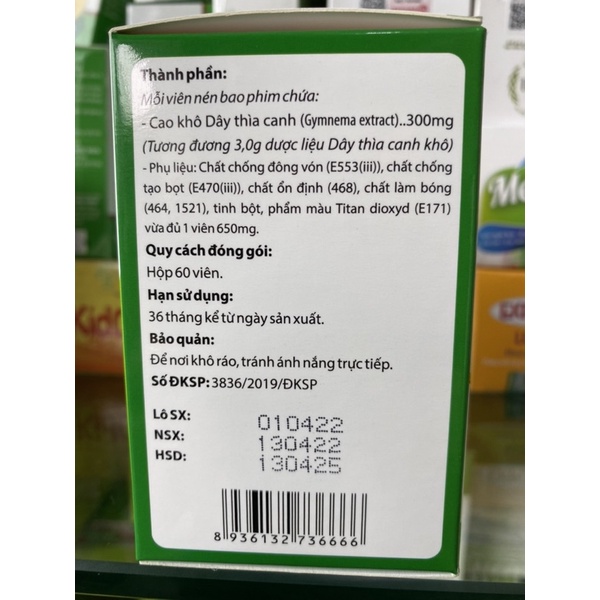 Thành phần:
Mỗi viên nén bao phim chứa:
- Cao khô Dây thìa canh (Gymnema extract)..300mg
(Tương đương 3,0g dược liệu Dây thìa canh khô)
- Phụ liệu: Chất chống đông vón (E553(iii)), chất chống
tạo bọt (E470(iii)), chất ổn định (468), chất làm bóng
(464, 1521), tinh bột, phẩm màu Titan dioxyd (E171)
vừa đủ 1 viên 650mg.
Quy cách đóng gói:
Hộp 60 viên.
Hạn sử dụng:
36 tháng kể từ ngày sản xuất.
Bảo quản:
Để nơi khô ráo, tránh ánh nắng trực tiếp.
Số ĐKSP: 3836/2019/ĐKSP
Lô SX: 010422
NSX: 130422
HSD: 130425
8 936132 736666